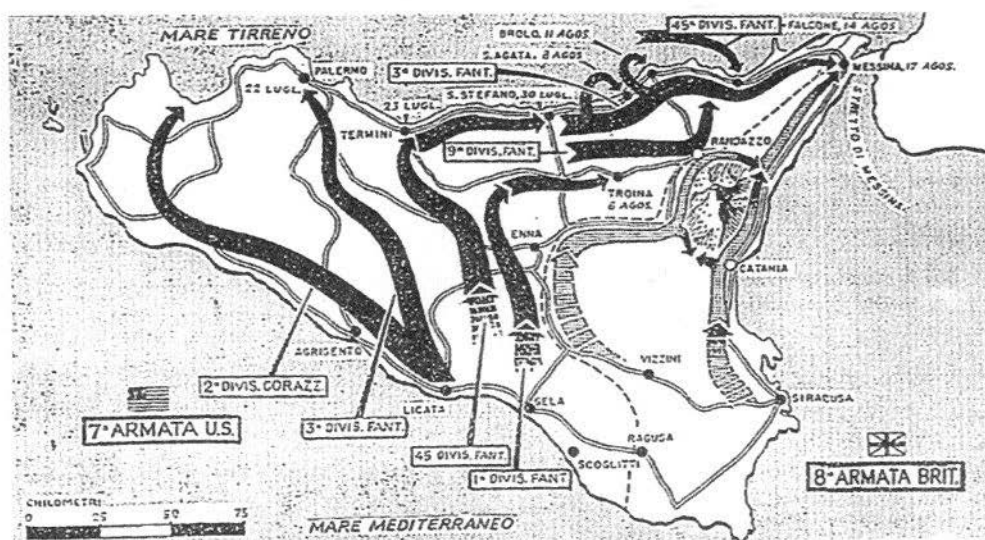 MARE TIRRENO
45ª DIVIS. FANT.
FALCONE, 14 AGOS.
BROLO, 11 AGOS.
S. AGATA, 8 AGOS.
MESSINA, 17 AGOS.
3ª DIVIS. FANT.
PALERMO
22 LUGL.
S. STEFANO, 30 LUGL.
23 LUGL.
TERMINI
STRETTO DI MESSINA
9ª DIVIS. FANT.
RANDAZZO
TROINA
6 AGOS.
ENNA
CATANIA
AGRIGENTO
VIZZINI
2ª DIVIS. CORAZZ.
LICATA
GELA
SIRACUSA
7ª ARMATA U.S.
3ª DIVIS. FANT.
45 DIVIS. FANT.
RAGUSA
SCOGLITTI
1ª DIVIS. FANT
8ª ARMATA BRIT.
CHILOMETRI
0 25 50 75
MARE MEDITERRANEO